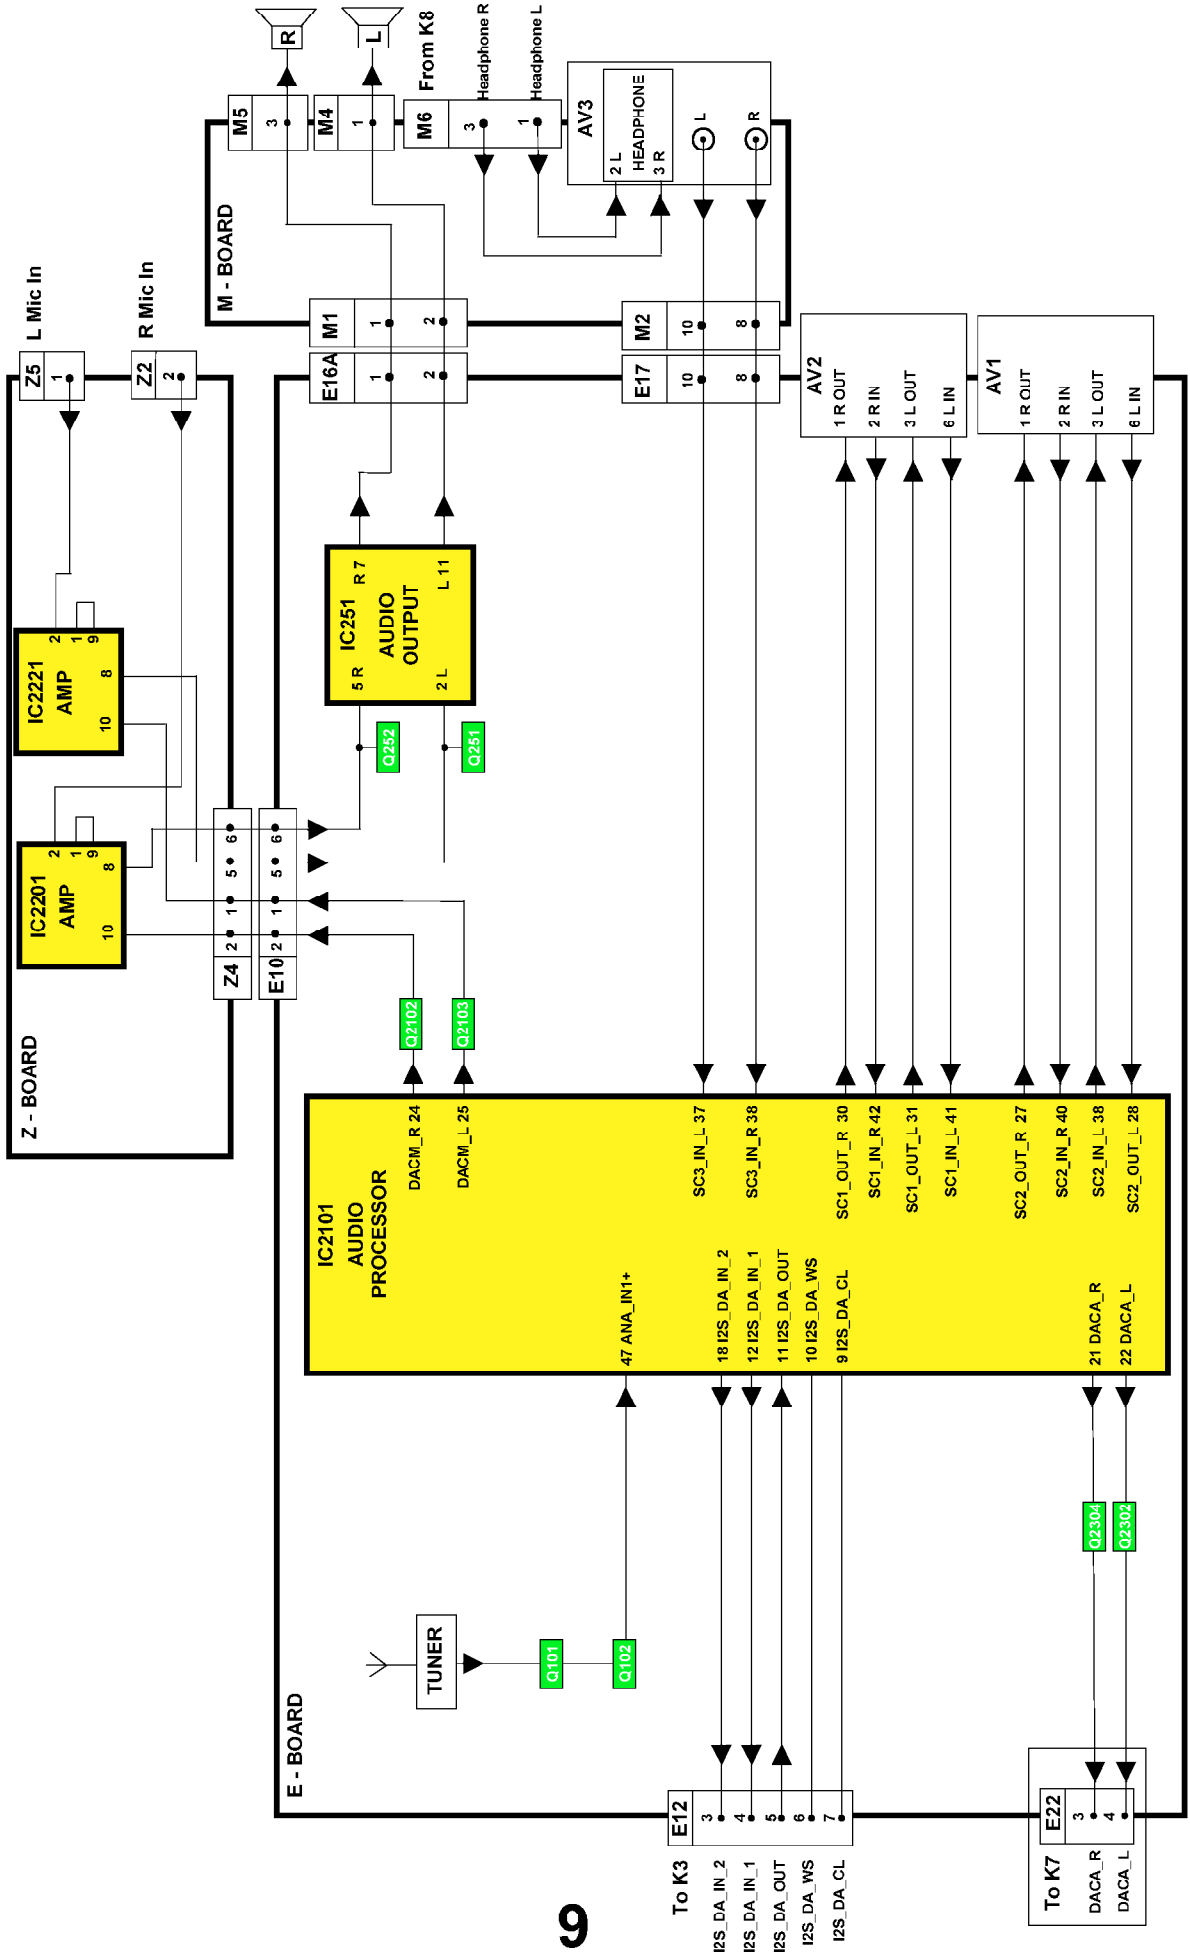 Z - BOARD
IC2201
AMP
10
8
2
1
9
IC2221
AMP
10
8
2
1
9
Z5
1
L Mic In
Z2
2
R Mic In
Z4
2
1
5
6
E10
2
1
5
6
M - BOARD
M5
3
R
M4
1
L
M6
3
1
From K8
Headphone R
Headphone L
AV3
HEADPHONE
2 L
3 R
L
R
M1
1
2
E16A
1
2
M2
10
8
E17
10
8
IC251
AUDIO
OUTPUT
5 R
2 L
R 7
L 11
Q252
Q251
Q2102
Q2103
AV2
1 R OUT
2 R IN
3 L OUT
6 L IN
AV1
1 R OUT
2 R IN
3 L OUT
6 L IN
IC2101
AUDIO
PROCESSOR
DACM_R 24
DACM_L 25
SC3_IN_L 37
SC3_IN_R 38
SC1_OUT_R 30
SC1_IN_R 42
SC1_OUT_L 31
SC1_IN_L 41
SC2_OUT_R 27
SC2_IN_R 40
SC2_IN_L 38
SC2_OUT_L 28
47 ANA_IN1+
18 I2S_DA_IN_2
12 I2S_DA_IN_1
11 I2S_DA_OUT
10 I2S_DA_WS
9 I2S_DA_CL
21 DACA_R
22 DACA_L
E - BOARD
TUNER
Q101
Q102
Q2304
Q2302
E12
3
4
5
6
7
To K3
I2S_DA_IN_2
I2S_DA_IN_1
I2S_DA_OUT
I2S_DA_WS
I2S_DA_CL
E22
3
4
To K7
DACA_R
DACA_L
9